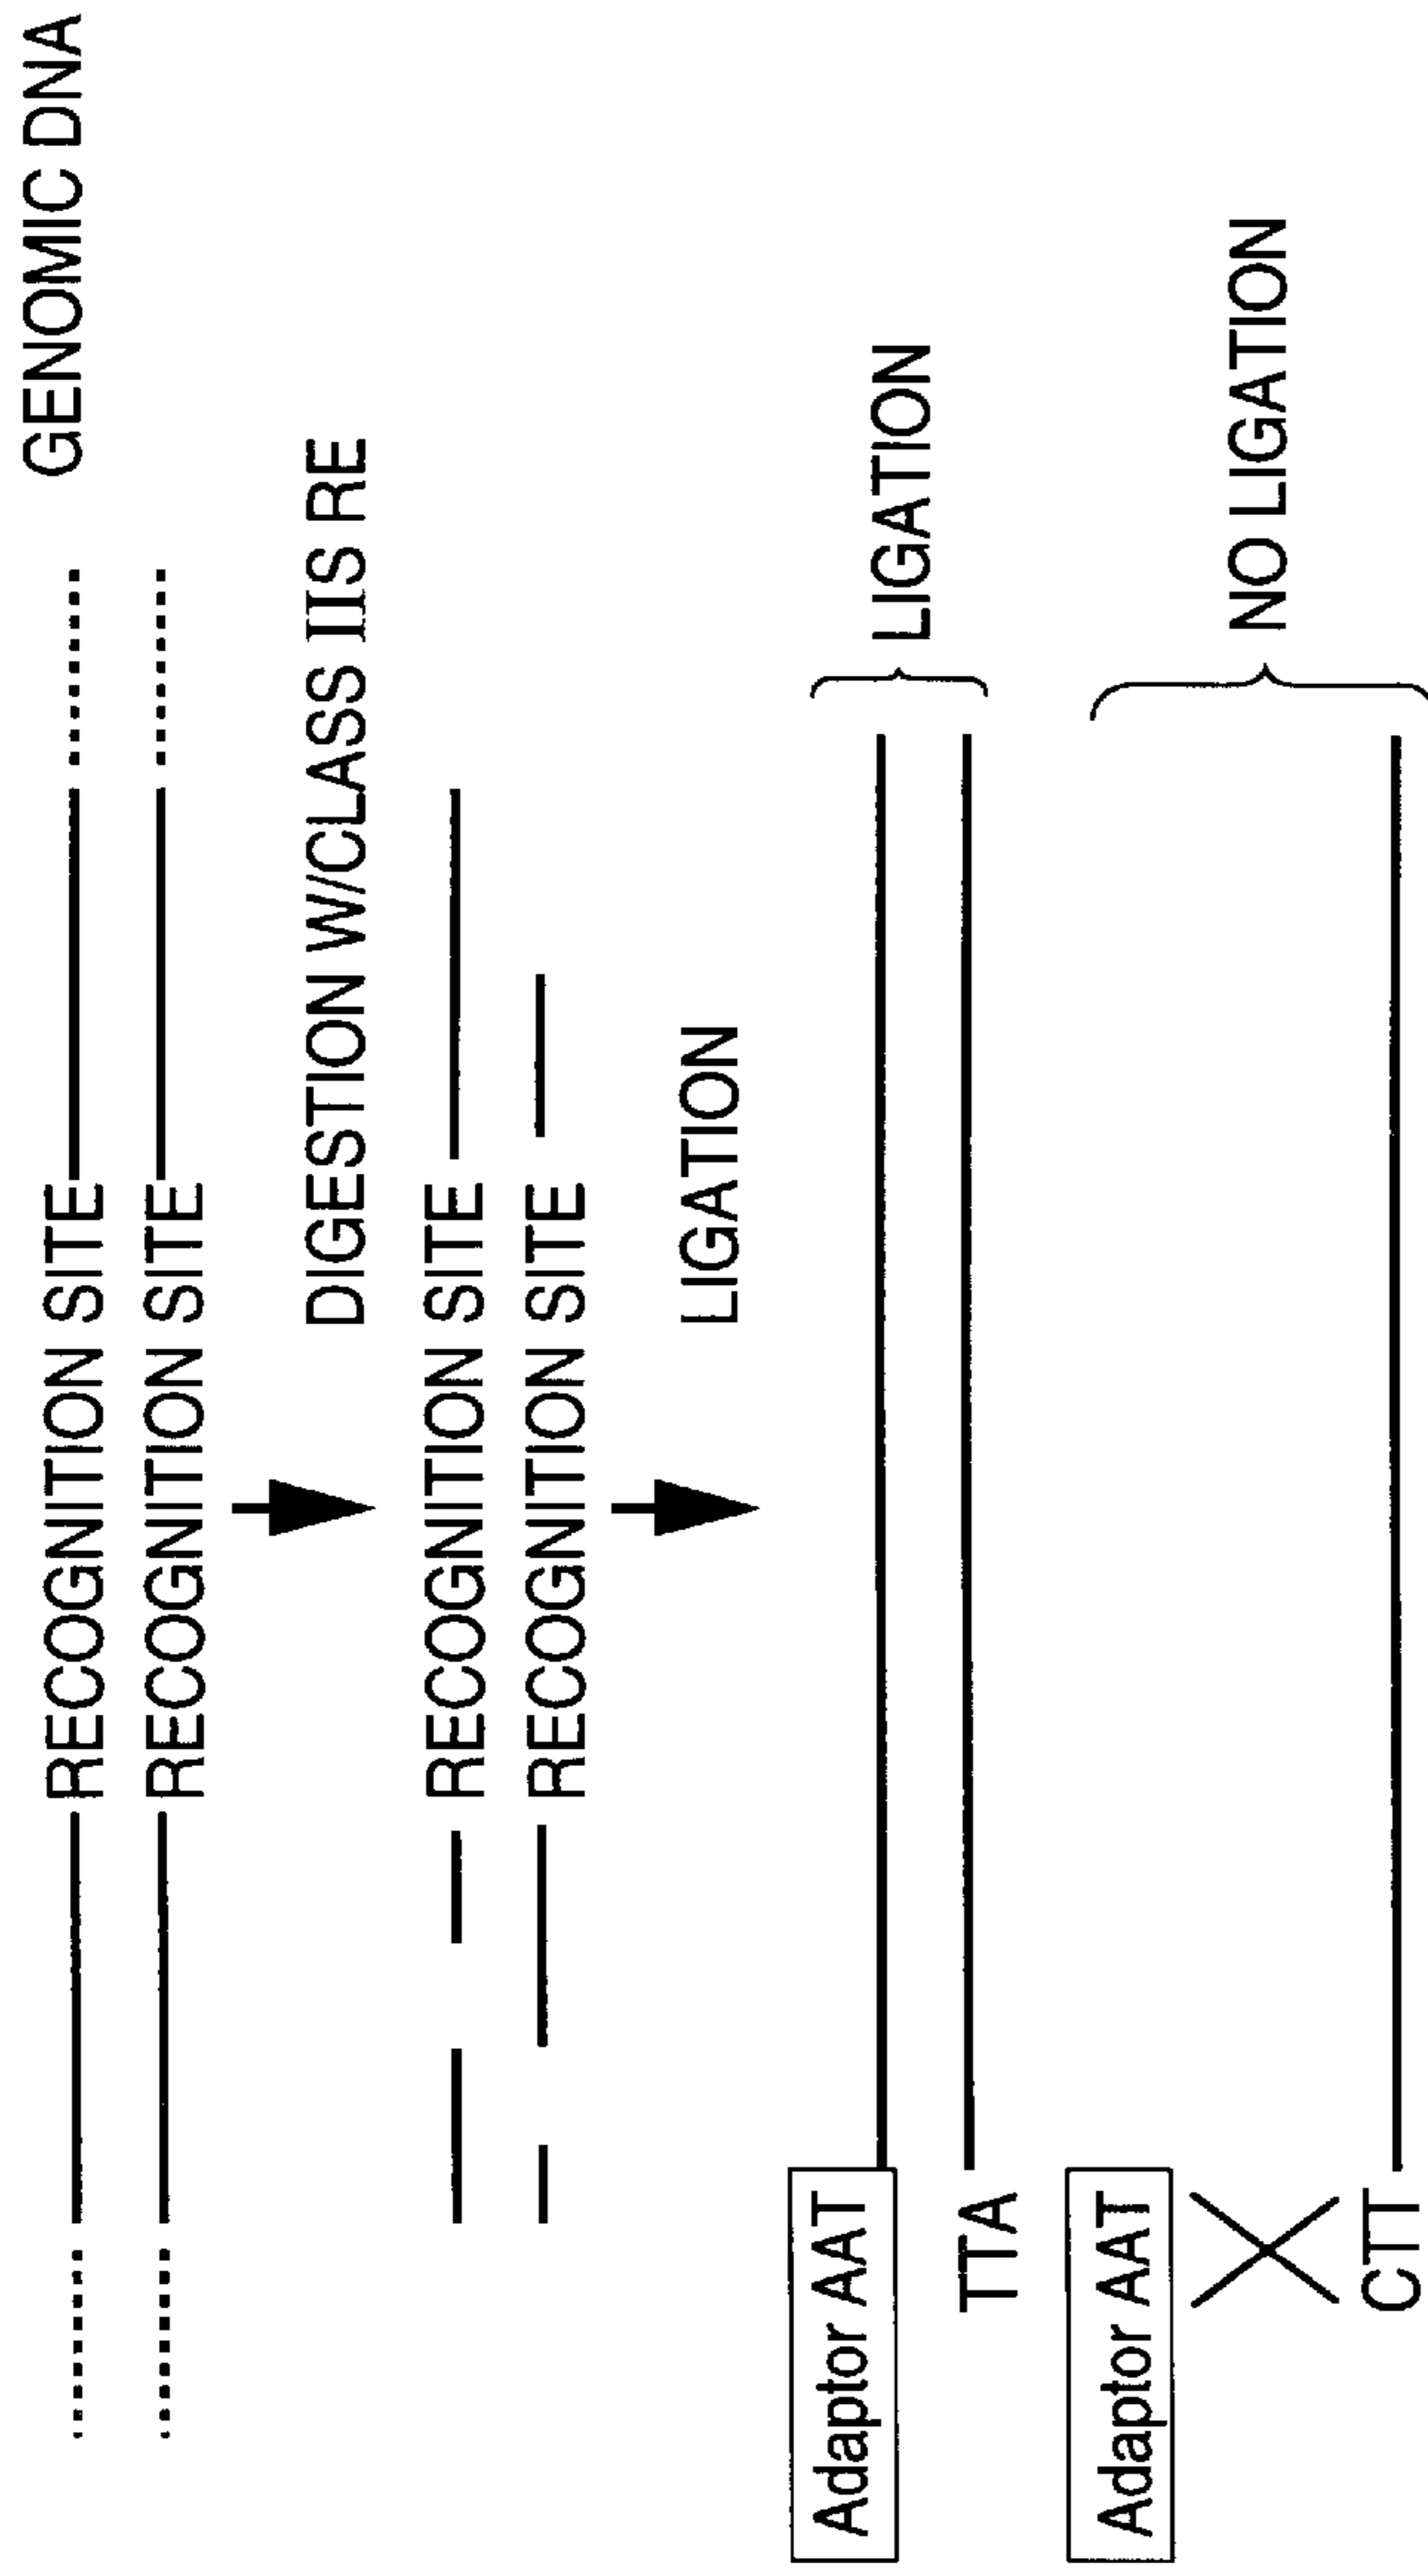 GENOMIC DNA
RECOGNITION SITE
RECOGNITION SITE
DIGESTION W/CLASS IIS RE
RECOGNITION SITE
RECOGNITION SITE
LIGATION
Adaptor AAT
TTA
LIGATION
Adaptor AAT
CTT
NO LIGATION